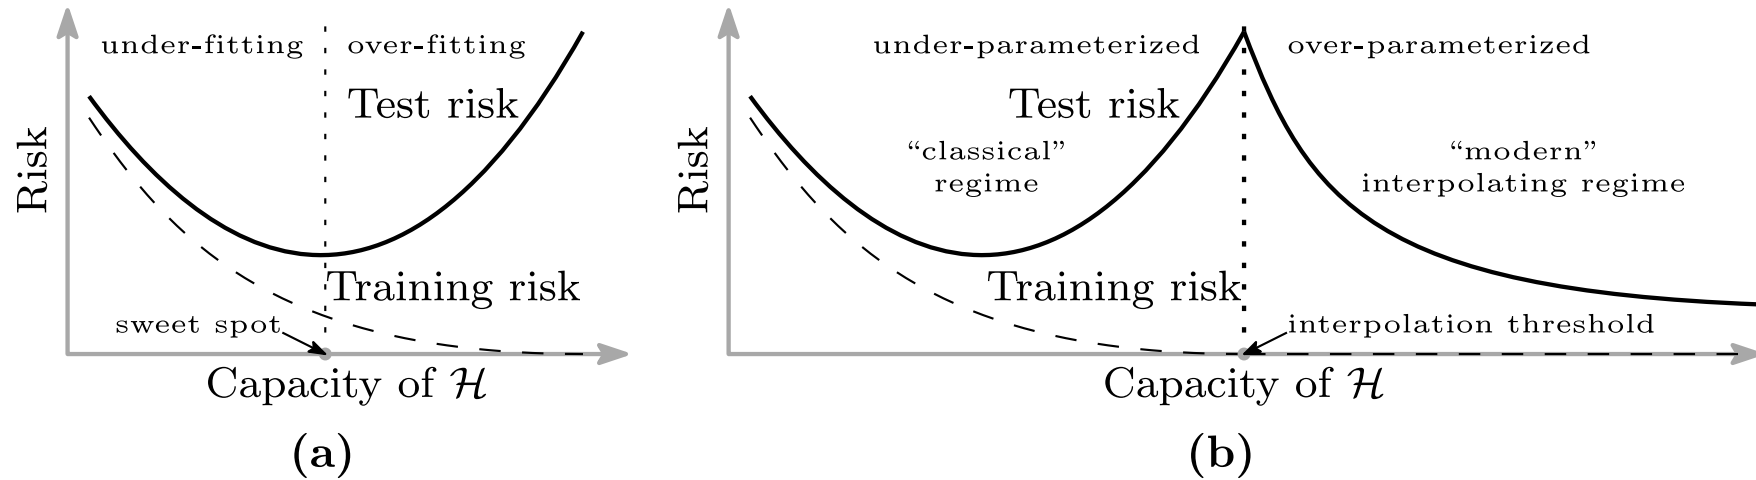 under-fitting
over-fitting
Test risk
Risk
Training risk
sweet spot
Capacity of ℋ
(a)
under-parameterized
over-parameterized
Test risk
“classical”
regime
“modern”
interpolating regime
Risk
Training risk
interpolation threshold
Capacity of ℋ
(b)